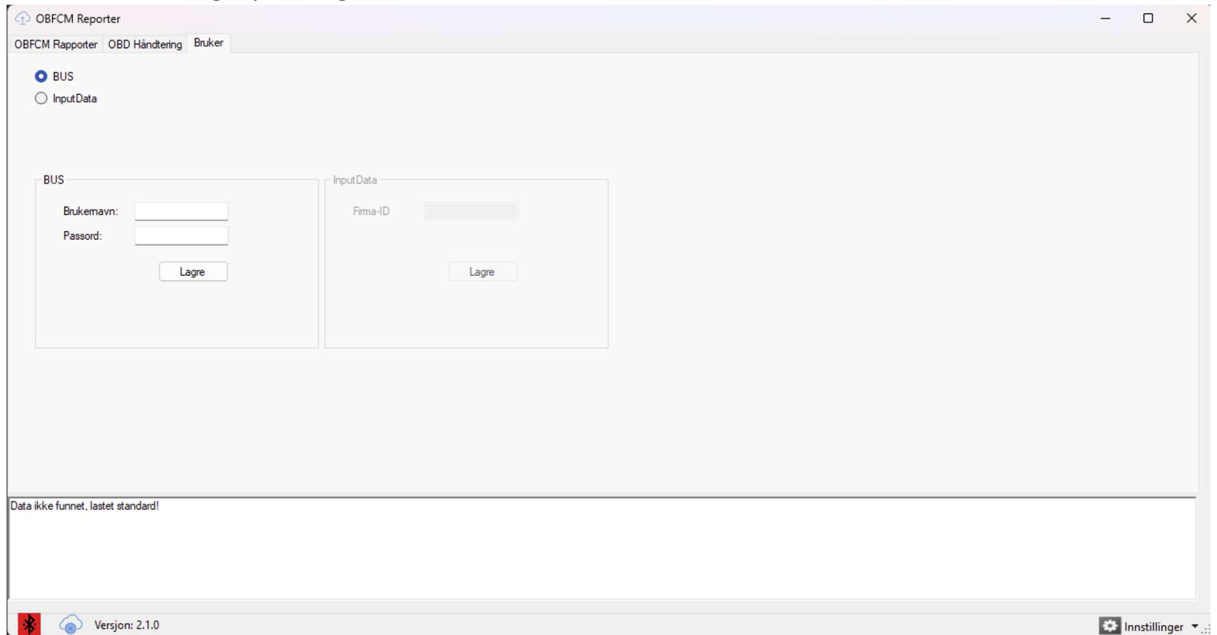 OBFCM Reporter
OBFCM Rapporter OBD Håndtering Bruker
BUS
InputData
BUS
Brukernavn:
Passord:
Lagre
InputData
Firma-ID
Lagre
Data ikke funnet, lastet standard!
Versjon: 2.1.0
Innstillinger